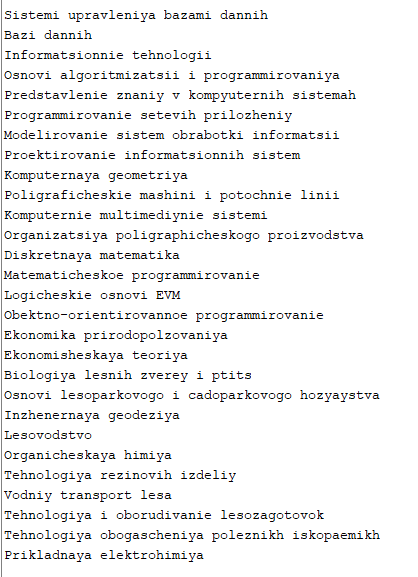 Sistemi upravleniya bazami dannih
Bazi dannih
Informatsionnie tehnologii
Osnovi algoritmizatsii i programmirovaniya
Predstavlenie znaniy v kompyuternih sistemah
Programmirovanie setevih prilozheniy
Modelirovanie sistem obrabotki informatsii
Proektirovanie informatsionnih sistem
Komputernaya geometriya
Poligraficheskie mashini i potochnie linii
Komputernie multimediynie sistemi
Organizatsiya poligraphicheskogo proizvodstva
Diskretnaya matematika
Matematicheskoe programmirovanie
Logicheskie osnovi EVM
Obektno-orientirovannoe programmirovanie
Ekonomika prirodopolzovaniya
Ekonomisheskaya teoriya
Biologiya lesnih zverey i ptits
Osnovi lesoparkovogo i cadoparkovogo hozyaystva
Inzhenernaya geodeziya
Lesovodstvo
Organicheskaya himiya
Tehnologiya rezinovih izdeliy
Vodniy transport lesa
Tehnologiya i oborudivanie lesozagotovok
Tehnologiya obogascheniya poleznikh iskopaemikh
Prikladnaya elektrohimiya